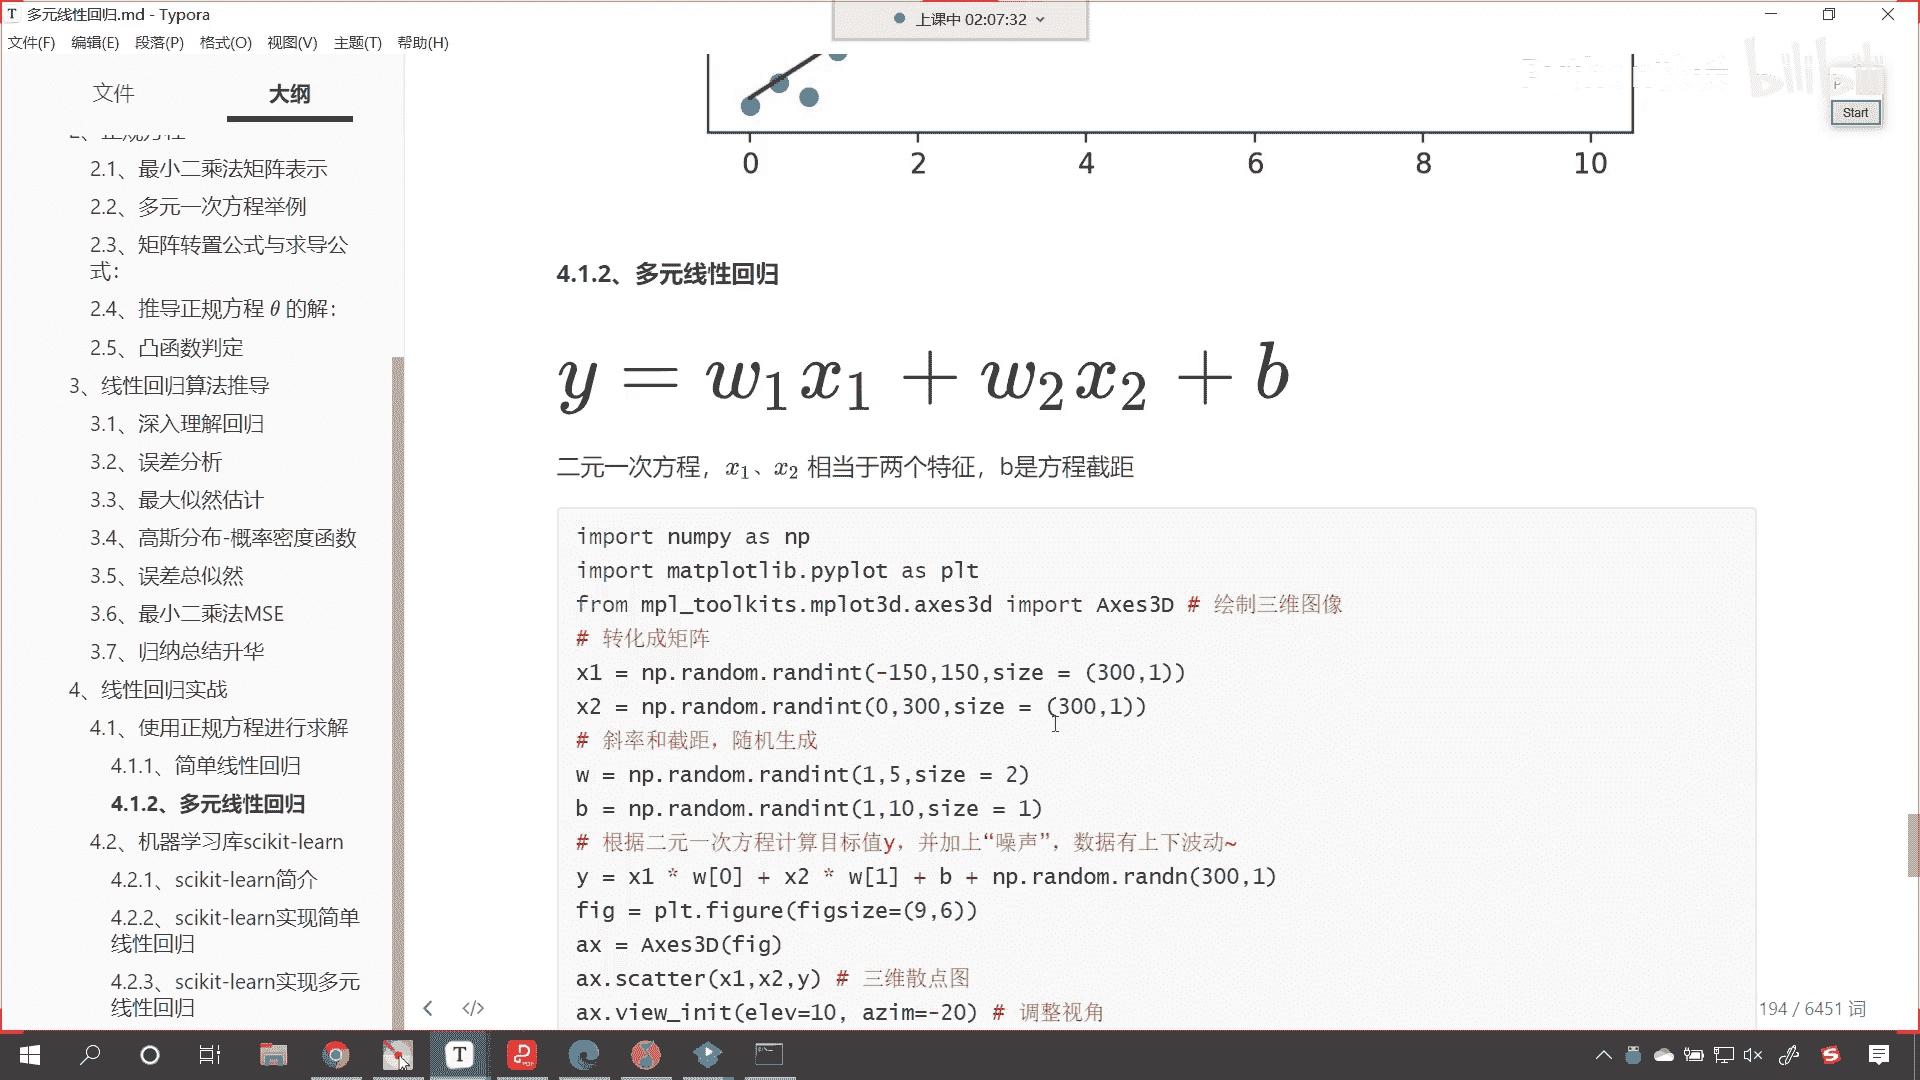 多元线性回归.md - Typora
上课中 02:07:32
文件(F) 编辑(E) 段落(P) 格式(O) 视图(V) 主题(T) 帮助(H)
bilibili
文件 大纲
Start
2、正规方程
2.1、最小二乘法矩阵表示
2.2、多元一次方程举例
2.3、矩阵转置公式与求导公
式：
2.4、推导正规方程 θ 的解：
2.5、凸函数判定
3、线性回归算法推导
3.1、深入理解回归
3.2、误差分析
3.3、最大似然估计
3.4、高斯分布-概率密度函数
3.5、误差总似然
3.6、最小二乘法MSE
3.7、归纳总结升华
4、线性回归实战
4.1、使用正规方程进行求解
4.1.1、简单线性回归
4.1.2、多元线性回归
4.2、机器学习库scikit-learn
4.2.1、scikit-learn简介
4.2.2、scikit-learn实现简单
线性回归
4.2.3、scikit-learn实现多元
线性回归
0 2 4 6 8 10
4.1.2、多元线性回归
y = w₁x₁ + w₂x₂ + b
二元一次方程，x₁、x₂ 相当于两个特征，b是方程截距
import numpy as np
import matplotlib.pyplot as plt
from mpl_toolkits.mplot3d.axes3d import Axes3D # 绘制三维图像
# 转化成矩阵
x1 = np.random.randint(-150,150,size = (300,1))
x2 = np.random.randint(0,300,size = (300,1))
# 斜率和截距，随机生成
w = np.random.randint(1,5,size = 2)
b = np.random.randint(1,10,size = 1)
# 根据二元一次方程计算目标值y，并加上“噪声”，数据有上下波动~
y = x1 * w[0] + x2 * w[1] + b + np.random.randn(300,1)
fig = plt.figure(figsize=(9,6))
ax = Axes3D(fig)
ax.scatter(x1,x2,y) # 三维散点图
ax.view_init(elev=10, azim=-20) # 调整视角
194 / 6451 词